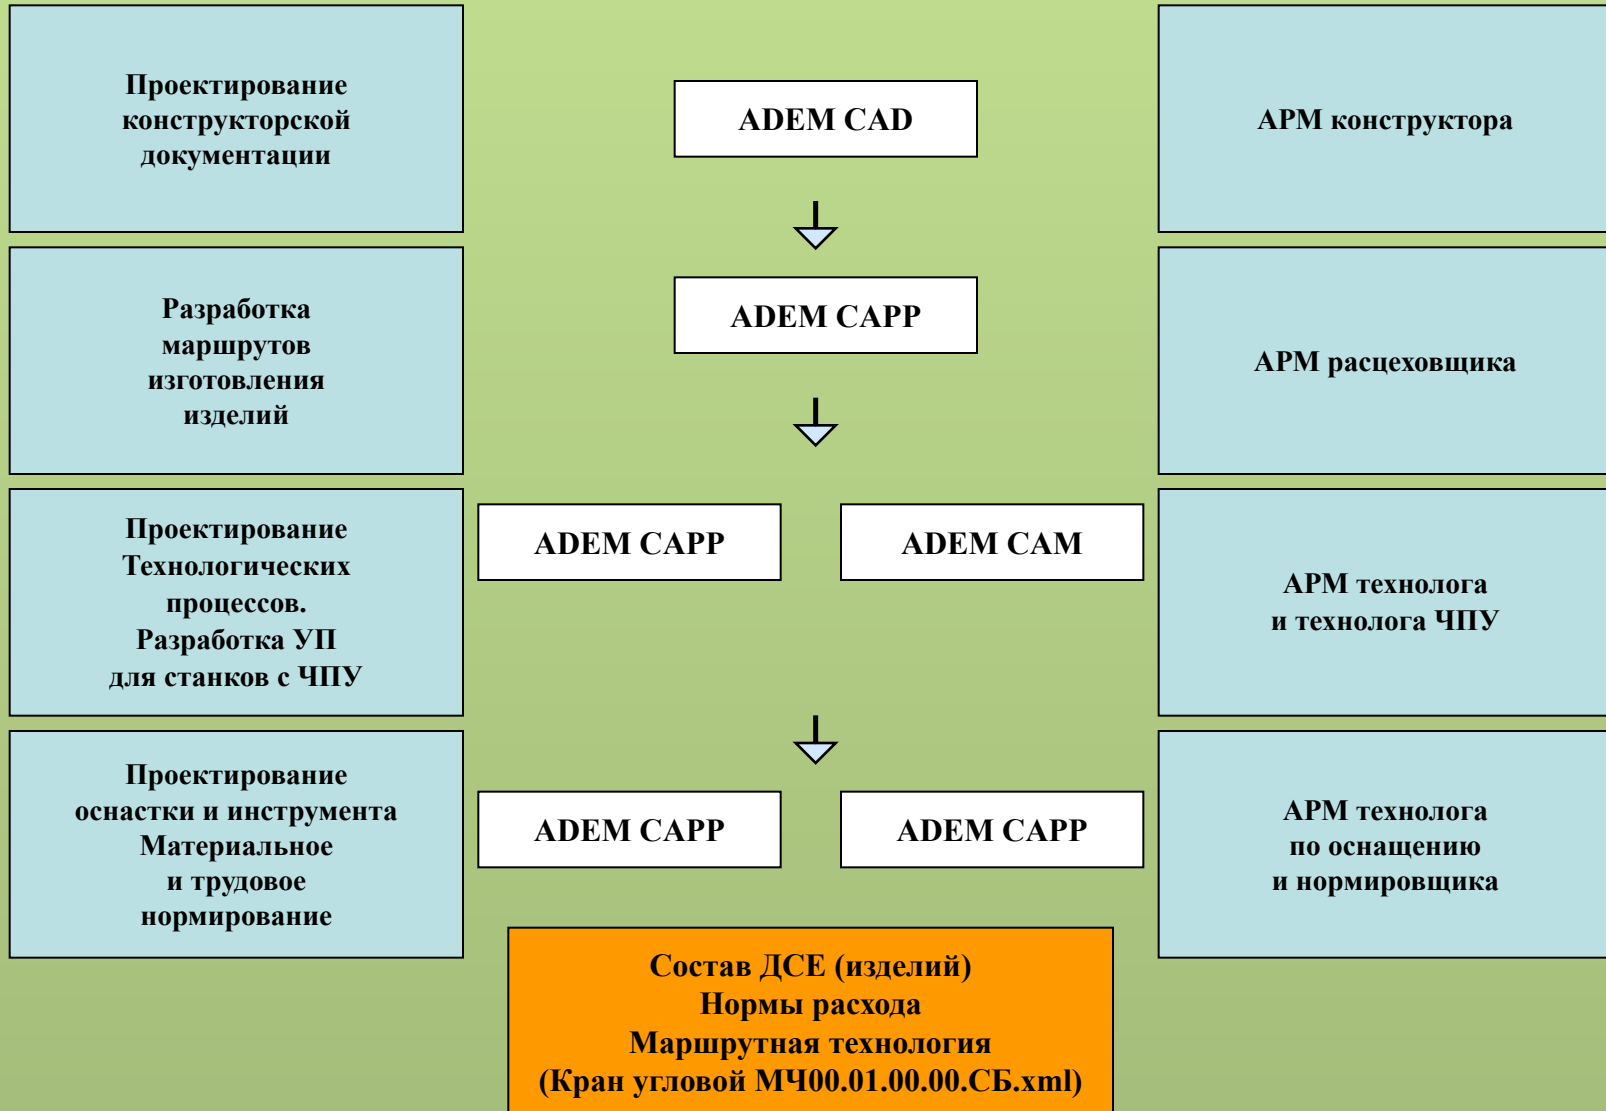 Проектирование
конструкторской
документации
ADEM CAD
АРМ конструктора
Разработка
маршрутов
изготовления
изделий
ADEM CAPP
АРМ расцеховщика
Проектирование
Технологических
процессов.
Разработка УП
для станков с ЧПУ
ADEM CAPP
ADEM CAM
АРМ технолога
и технолога ЧПУ
Проектирование
оснастки и инструмента
Материальное
и трудовое
нормирование
ADEM CAPP
ADEM CAPP
АРМ технолога
по оснащению
и нормировщика
Состав ДСЕ (изделий)
Нормы расхода
Маршрутная технология
(Кран угловой МЧ00.01.00.00.СБ.xml)